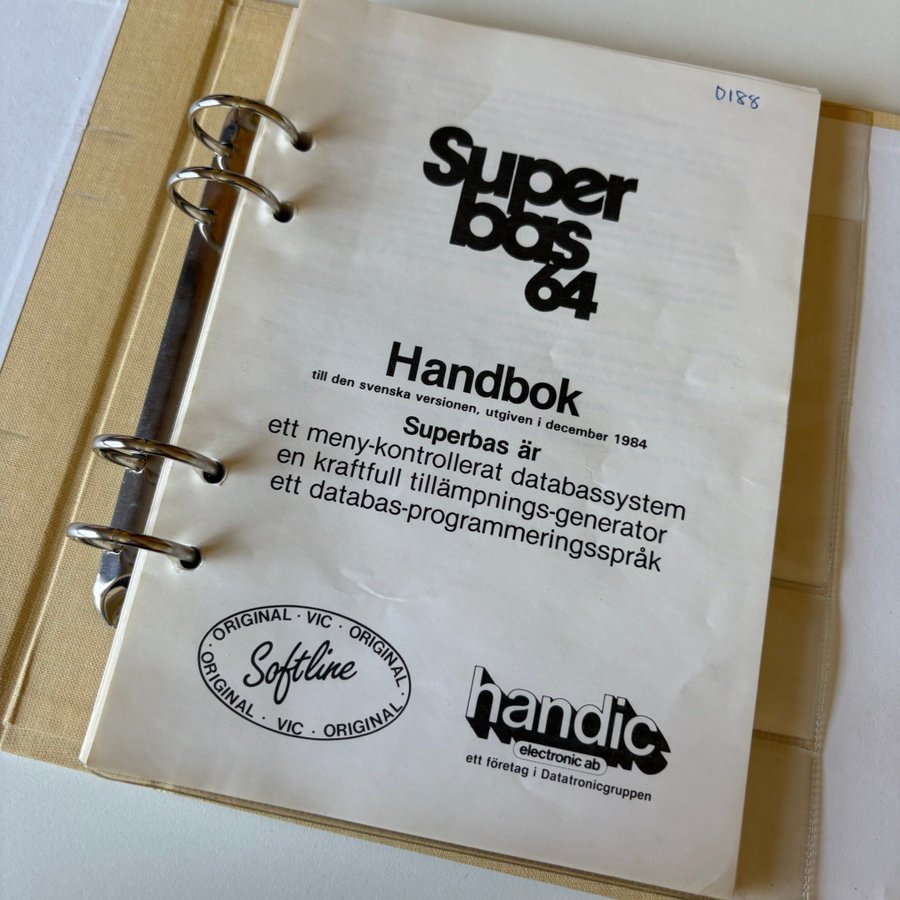 D188
Super
bas
64
Handbok
till den svenska versionen, utgiven i december 1984
Superbas är
ett meny-kontrollerat databassystem
en kraftfull tillämpnings-generator
ett databas-programmeringsspråk
· ORIGINAL · VIC · ORIGINAL ·
Softline
ORIGINAL · VIC · ORIGINAL
handic
electronic ab
ett företag i Datatronicgruppen